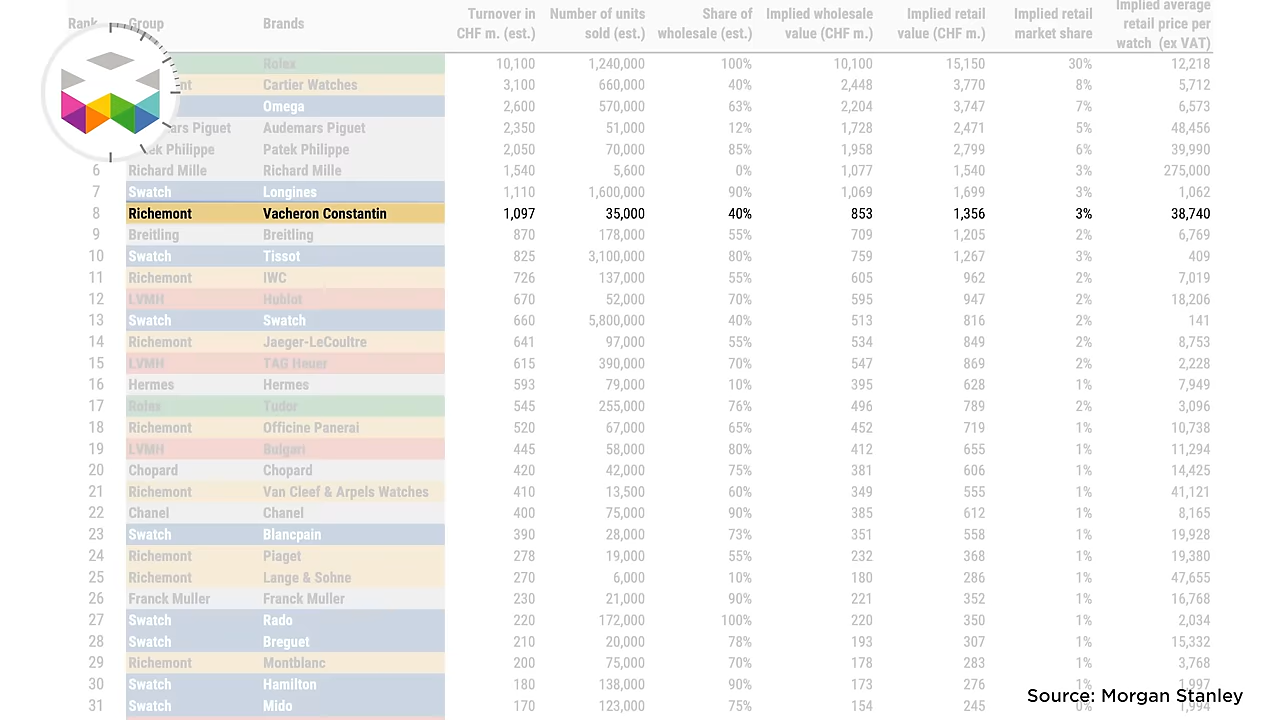 Rank Group Brands Turnover in CHF m. (est.) Number of units sold (est.) Share of wholesale (est.) Implied wholesale value (CHF m.) Implied retail value (CHF m.) Implied retail market share Implied average retail price per watch (ex VAT)
Rolex 10,100 1,240,000 100% 10,100 15,150 30% 12,218
Cartier Watches 3,100 660,000 40% 2,448 3,770 8% 5,712
Omega 2,600 570,000 63% 2,204 3,747 7% 6,573
Piguet Audemars Piguet 2,350 51,000 12% 1,728 2,471 5% 48,456
Philippe Patek Philippe 2,050 70,000 85% 1,958 2,799 6% 39,990
6 Richard Mille Richard Mille 1,540 5,600 0% 1,077 1,540 3% 275,000
7 Swatch Longines 1,110 1,600,000 90% 1,069 1,699 3% 1,062
8 Richemont Vacheron Constantin 1,097 35,000 40% 853 1,356 3% 38,740
9 Breitling Breitling 870 178,000 55% 709 1,205 2% 6,769
10 Swatch Tissot 825 3,100,000 80% 759 1,267 3% 409
11 Richemont IWC 726 137,000 55% 605 962 2% 7,019
12 LVMH Hublot 670 52,000 70% 595 947 2% 18,206
13 Swatch Swatch 660 5,800,000 40% 513 816 2% 141
14 Richemont Jaeger-LeCoultre 641 97,000 55% 534 849 2% 8,753
15 LVMH TAG Heuer 615 390,000 70% 547 869 2% 2,228
16 Hermes Hermes 593 79,000 10% 395 628 1% 7,949
17 Rolex Tudor 545 255,000 76% 496 789 2% 3,096
18 Richemont Officine Panerai 520 67,000 65% 452 719 1% 10,738
19 LVMH Bulgari 445 58,000 80% 412 655 1% 11,294
20 Chopard Chopard 420 42,000 75% 381 606 1% 14,425
21 Richemont Van Cleef & Arpels Watches 410 13,500 60% 349 555 1% 41,121
22 Chanel Chanel 400 75,000 90% 385 612 1% 8,165
23 Swatch Blancpain 390 28,000 73% 351 558 1% 19,928
24 Richemont Piaget 278 19,000 55% 232 368 1% 19,380
25 Richemont Lange & Sohne 270 6,000 10% 180 286 1% 47,655
26 Franck Muller Franck Muller 230 21,000 90% 221 352 1% 16,768
27 Swatch Rado 220 172,000 100% 220 350 1% 2,034
28 Swatch Breguet 210 20,000 78% 193 307 1% 15,332
29 Richemont Montblanc 200 75,000 70% 178 283 1% 3,768
30 Swatch Hamilton 180 138,000 90% 173 276 1% 1,997
31 Swatch Mido 170 123,000 75% 154 245 0% 1,994
Source: Morgan Stanley